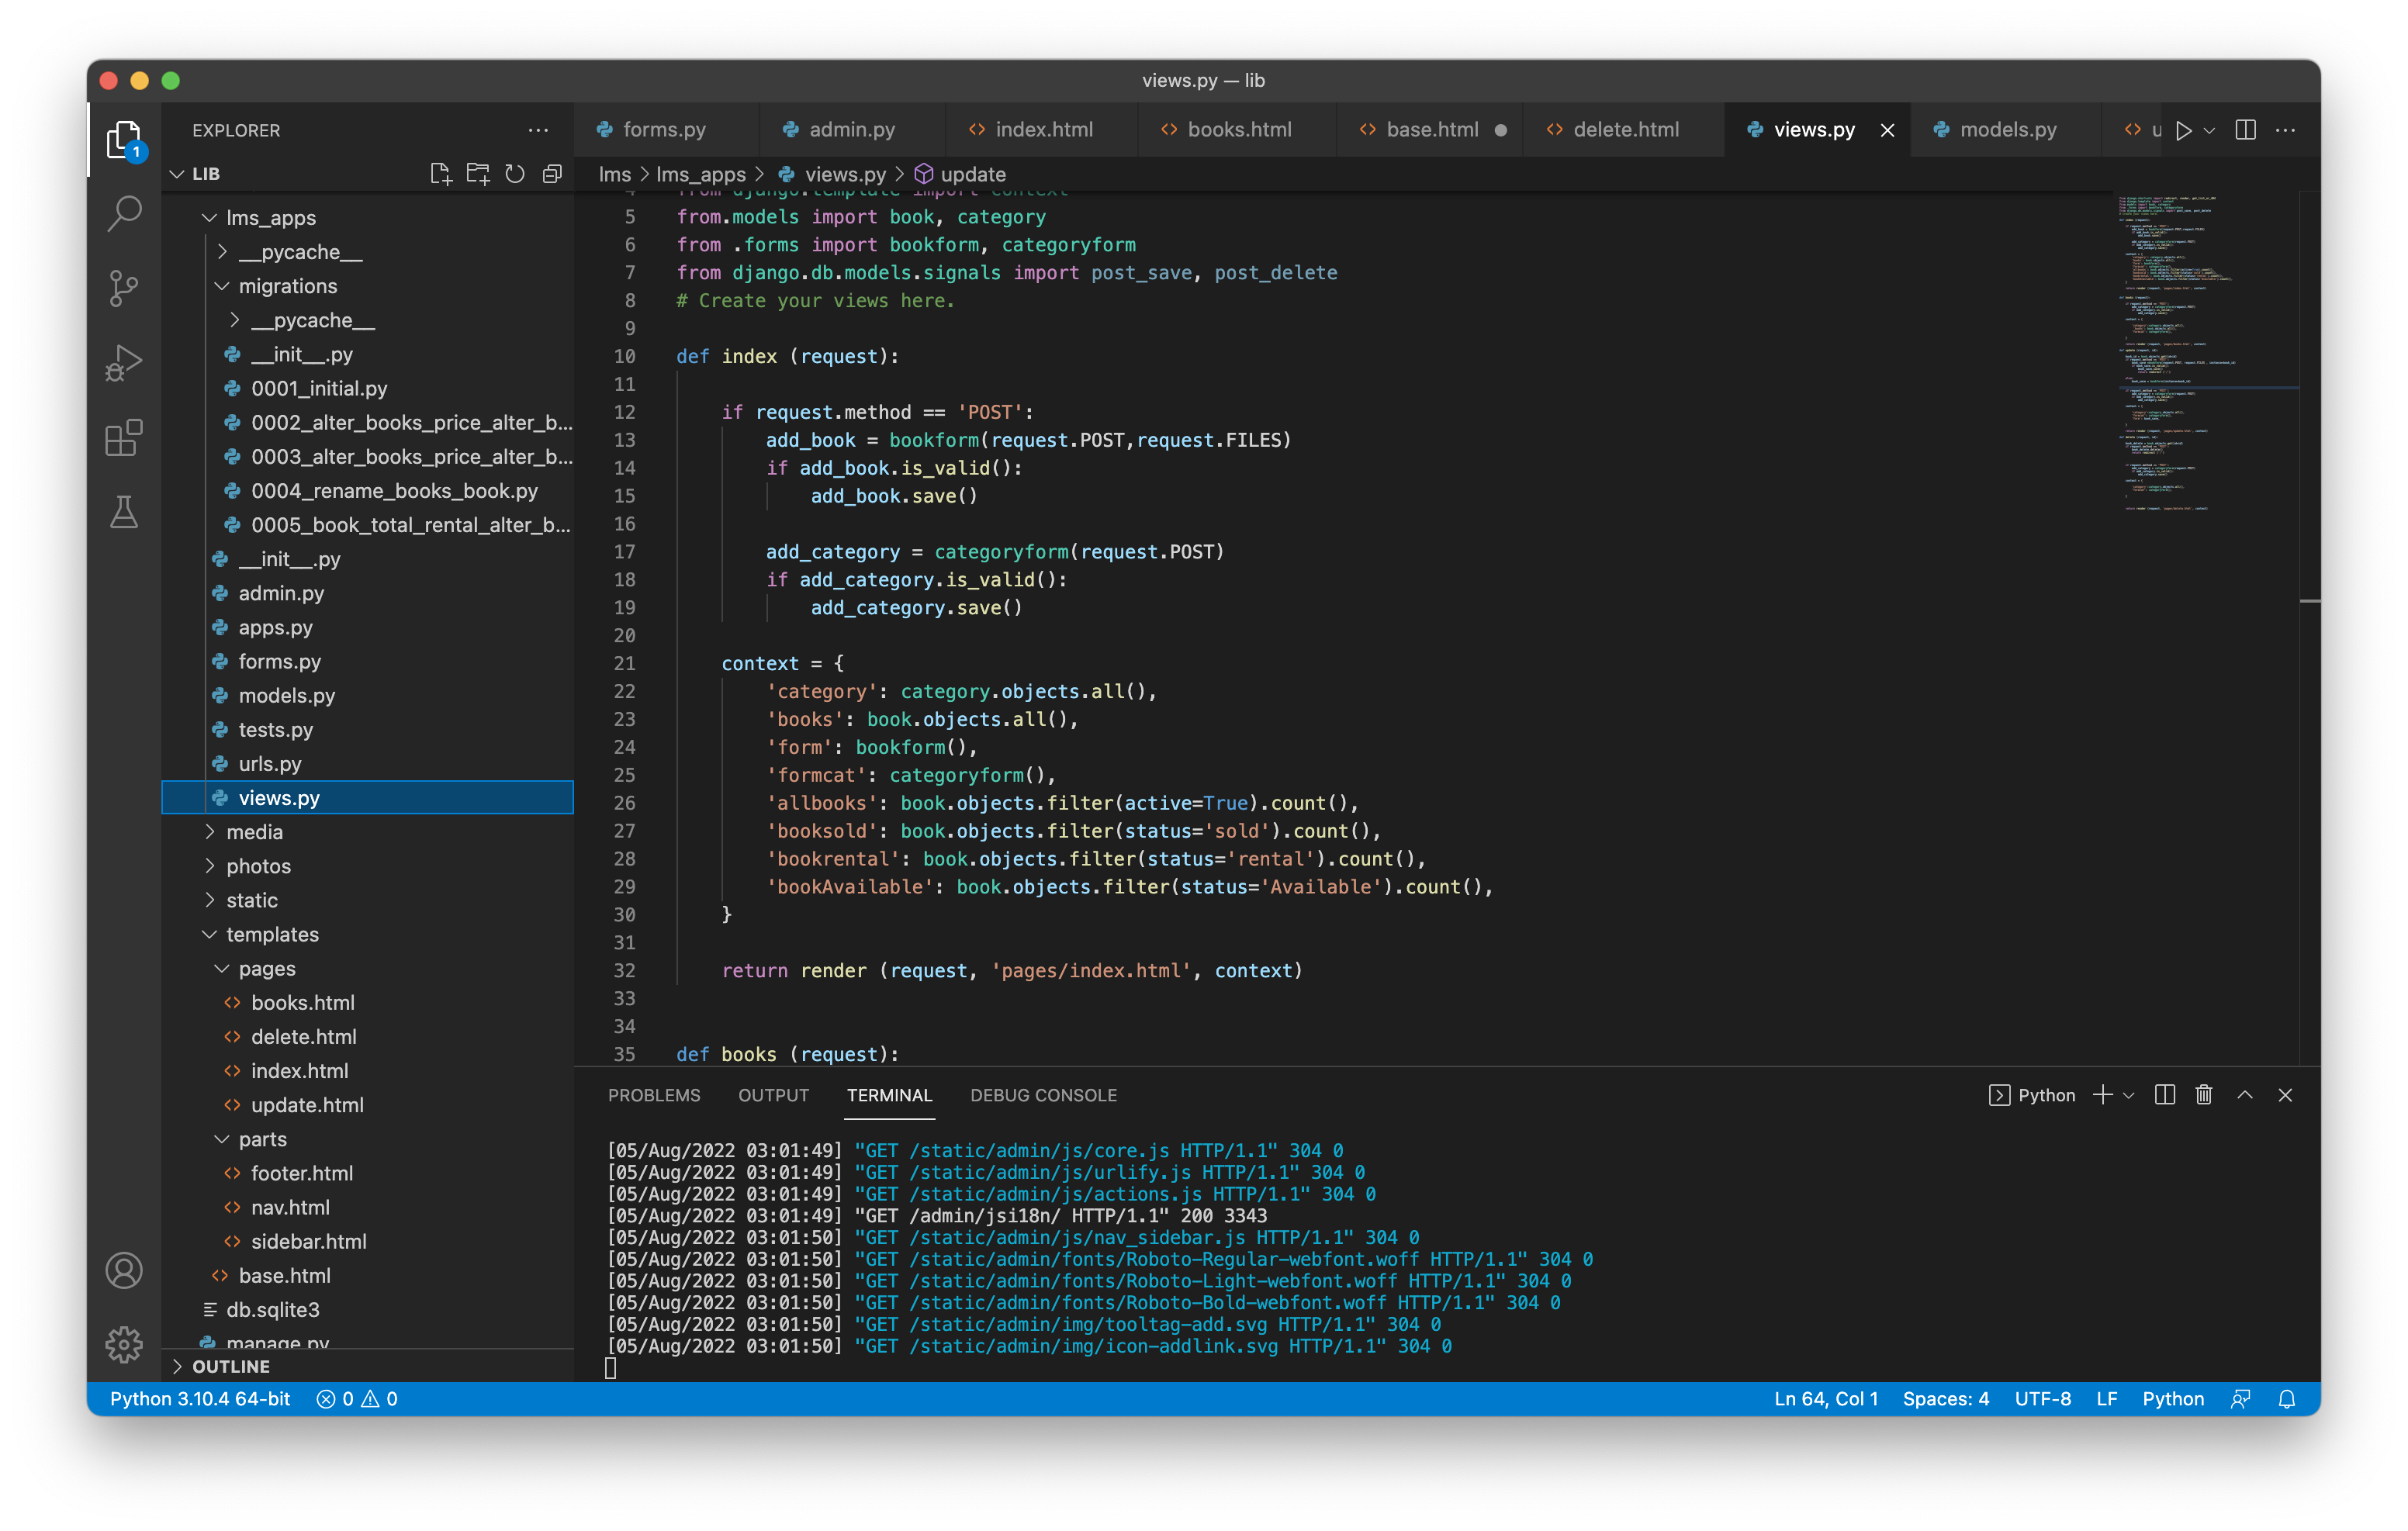 views.py — lib
EXPLORER
forms.py
admin.py
index.html
books.html
base.html
delete.html
views.py
models.py
u
LIB
lms > lms_apps > views.py > update
lms_apps
__pycache__
migrations
__pycache__
__init__.py
0001_initial.py
0002_alter_books_price_alter_b...
0003_alter_books_price_alter_b...
0004_rename_books_book.py
0005_book_total_rental_alter_b...
__init__.py
admin.py
apps.py
forms.py
models.py
tests.py
urls.py
views.py
media
photos
static
templates
pages
books.html
delete.html
index.html
update.html
parts
footer.html
nav.html
sidebar.html
base.html
db.sqlite3
manage.py
OUTLINE
4 from django.template import context
5 from.models import book, category
6 from .forms import bookform, categoryform
7 from django.db.models.signals import post_save, post_delete
8 # Create your views here.
9
10 def index (request):
11
12 if request.method == 'POST':
13 add_book = bookform(request.POST,request.FILES)
14 if add_book.is_valid():
15 add_book.save()
16
17 add_category = categoryform(request.POST)
18 if add_category.is_valid():
19 add_category.save()
20
21 context = {
22 'category': category.objects.all(),
23 'books': book.objects.all(),
24 'form': bookform(),
25 'formcat': categoryform(),
26 'allbooks': book.objects.filter(active=True).count(),
27 'booksold': book.objects.filter(status='sold').count(),
28 'bookrental': book.objects.filter(status='rental').count(),
29 'bookAvailable': book.objects.filter(status='Available').count(),
30 }
31
32 return render (request, 'pages/index.html', context)
33
34
35 def books (request):
PROBLEMS OUTPUT TERMINAL DEBUG CONSOLE
Python
[05/Aug/2022 03:01:49] "GET /static/admin/js/core.js HTTP/1.1" 304 0
[05/Aug/2022 03:01:49] "GET /static/admin/js/urlify.js HTTP/1.1" 304 0
[05/Aug/2022 03:01:49] "GET /static/admin/js/actions.js HTTP/1.1" 304 0
[05/Aug/2022 03:01:49] "GET /admin/jsi18n/ HTTP/1.1" 200 3343
[05/Aug/2022 03:01:50] "GET /static/admin/js/nav_sidebar.js HTTP/1.1" 304 0
[05/Aug/2022 03:01:50] "GET /static/admin/fonts/Roboto-Regular-webfont.woff HTTP/1.1" 304 0
[05/Aug/2022 03:01:50] "GET /static/admin/fonts/Roboto-Light-webfont.woff HTTP/1.1" 304 0
[05/Aug/2022 03:01:50] "GET /static/admin/fonts/Roboto-Bold-webfont.woff HTTP/1.1" 304 0
[05/Aug/2022 03:01:50] "GET /static/admin/img/tooltag-add.svg HTTP/1.1" 304 0
[05/Aug/2022 03:01:50] "GET /static/admin/img/icon-addlink.svg HTTP/1.1" 304 0
1
Python 3.10.4 64-bit 0 0 Ln 64, Col 1 Spaces: 4 UTF-8 LF Python